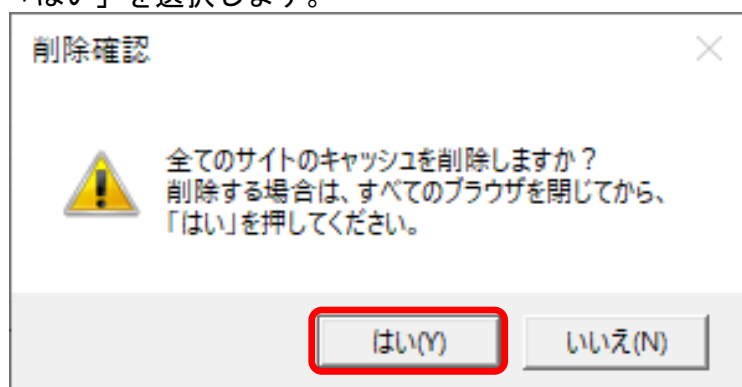 「はい」を選択します。
削除確認
全てのサイトのキャッシュを削除しますか?
削除する場合は、すべてのブラウザを閉じてから、
「はい」を押してください。
はい(Y) いいえ(N)